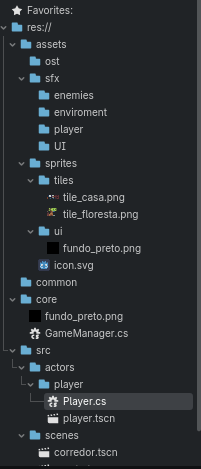 Favorites:
res://
assets
ost
sfx
enemies
enviroment
player
UI
sprites
tiles
tile_casa.png
tile_floresta.png
ui
fundo_preto.png
icon.svg
common
core
fundo_preto.png
GameManager.cs
src
actors
player
Player.cs
player.tscn
scenes
corredor.tscn